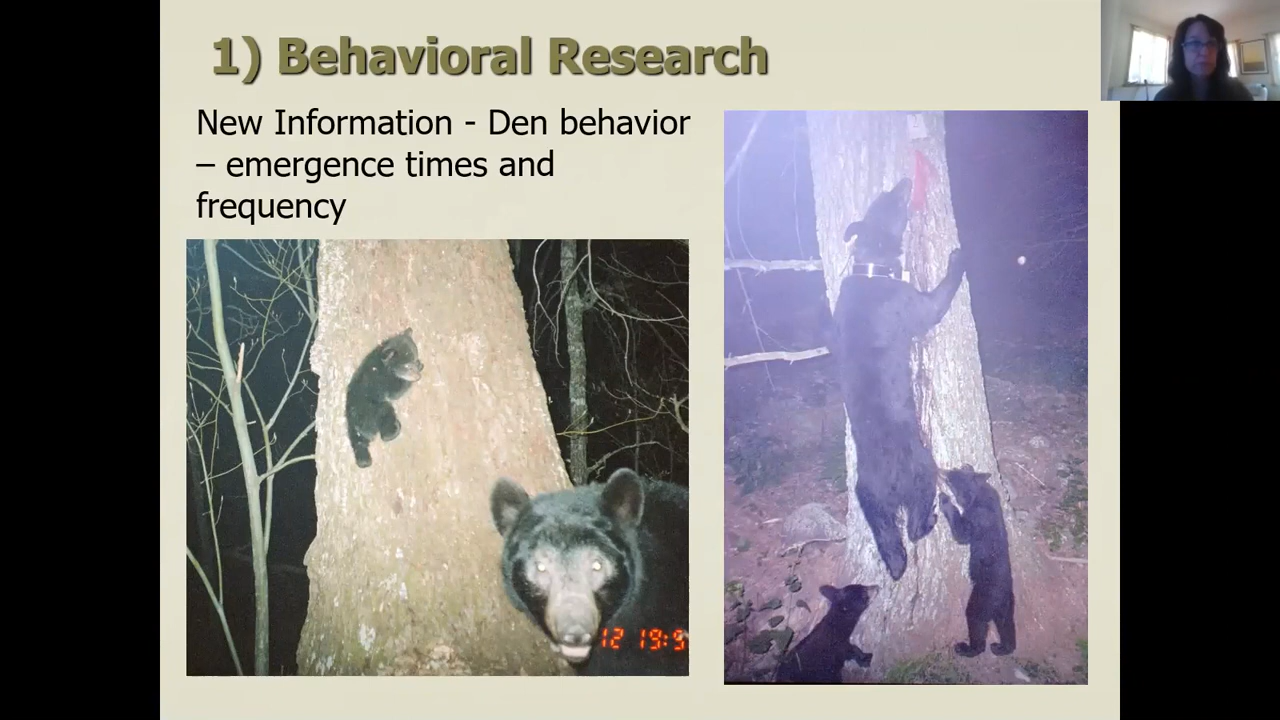 1) Behavioral Research
New Information - Den behavior
– emergence times and
frequency
12 19:5